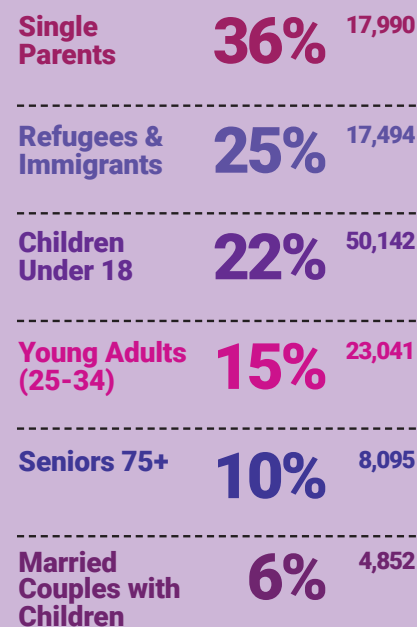 Single
Parents
36%
17,990
Refugees &
Immigrants
25%
17,494
Children
Under 18
22%
50,142
Young Adults
(25-34)
15%
23,041
Seniors 75+
10%
8,095
Married
Couples with
Children
6%
4,852